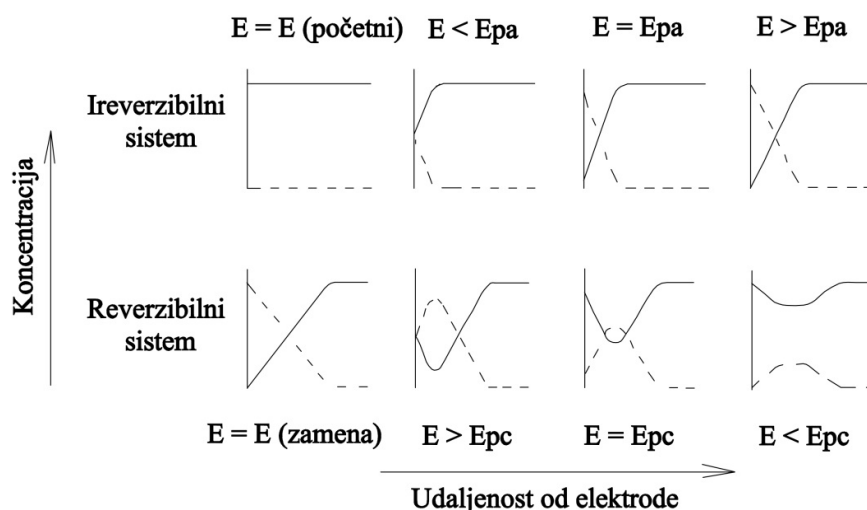 E = E (početni)
E < Epa
E = Epa
E > Epa
Ireverzibilni
sistem
Koncentracija
Reverzibilni
sistem
E = E (zamena)
E > Epc
E = Epc
E < Epc
Udaljenost od elektrode